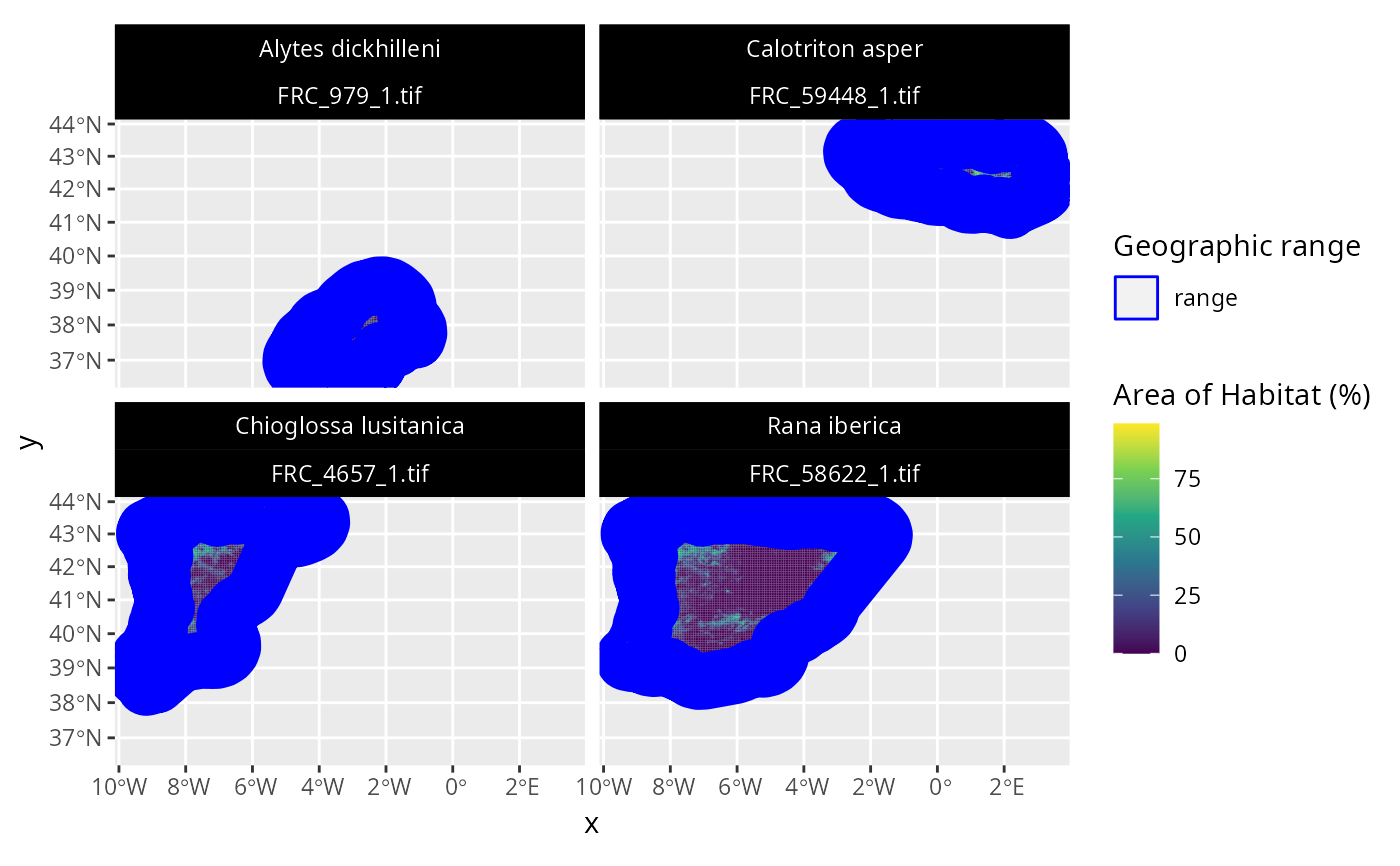 Alytes dickhilleni
FRC_979_1.tif
Calotriton asper
FRC_59448_1.tif
44°N
43°N
42°N
41°N
40°N
39°N
38°N
37°N
Chioglossa lusitanica
FRC_4657_1.tif
Rana iberica
FRC_58622_1.tif
44°N
43°N
42°N
41°N
40°N
39°N
38°N
37°N
10°W 8°W 6°W 4°W 2°W 0° 2°E
10°W 8°W 6°W 4°W 2°W 0° 2°E
x
y
Geographic range
range
Area of Habitat (%)
75
50
25
0